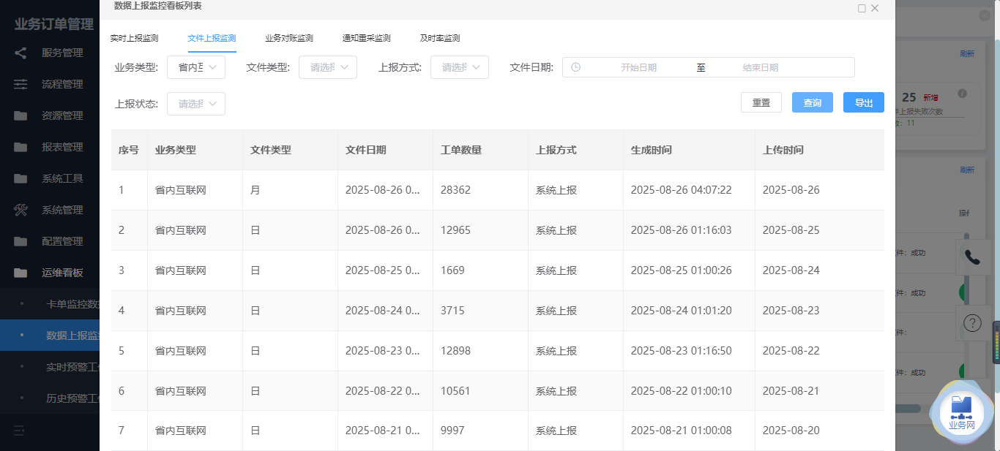 业务订单管理
服务管理
流程管理
资源管理
报表管理
系统工具
系统管理
配置管理
运维看板
卡单监控数
数据上报监
实时预警工
历史预警工
数据上报监控看板列表
实时上报监测 文件上报监测 业务对账监测 通知重采监测 及时率监测
业务类型: 省内互 文件类型: 请选择 上报方式: 请选择 文件日期: 开始日期 至 结束日期
上报状态: 请选择 重置 查询 导出
序号 业务类型 文件类型 文件日期 工单数量 上报方式 生成时间 上传时间
1 省内互联网 月 2025-08-26 0... 28362 系统上报 2025-08-26 04:07:22 2025-08-26
2 省内互联网 日 2025-08-26 0... 12965 系统上报 2025-08-26 01:16:03 2025-08-25
3 省内互联网 日 2025-08-25 0... 1669 系统上报 2025-08-25 01:00:26 2025-08-24
4 省内互联网 日 2025-08-24 0... 3715 系统上报 2025-08-24 01:01:20 2025-08-23
5 省内互联网 日 2025-08-23 0... 12898 系统上报 2025-08-23 01:16:50 2025-08-22
6 省内互联网 日 2025-08-22 0... 10561 系统上报 2025-08-22 01:00:10 2025-08-21
7 省内互联网 日 2025-08-21 0... 9997 系统上报 2025-08-21 01:00:08 2025-08-20
刷新
25 新增
件上报失败次数
: 11
刷新
操作
件: 成功
件: 成功
件:
件: 成功
业务网